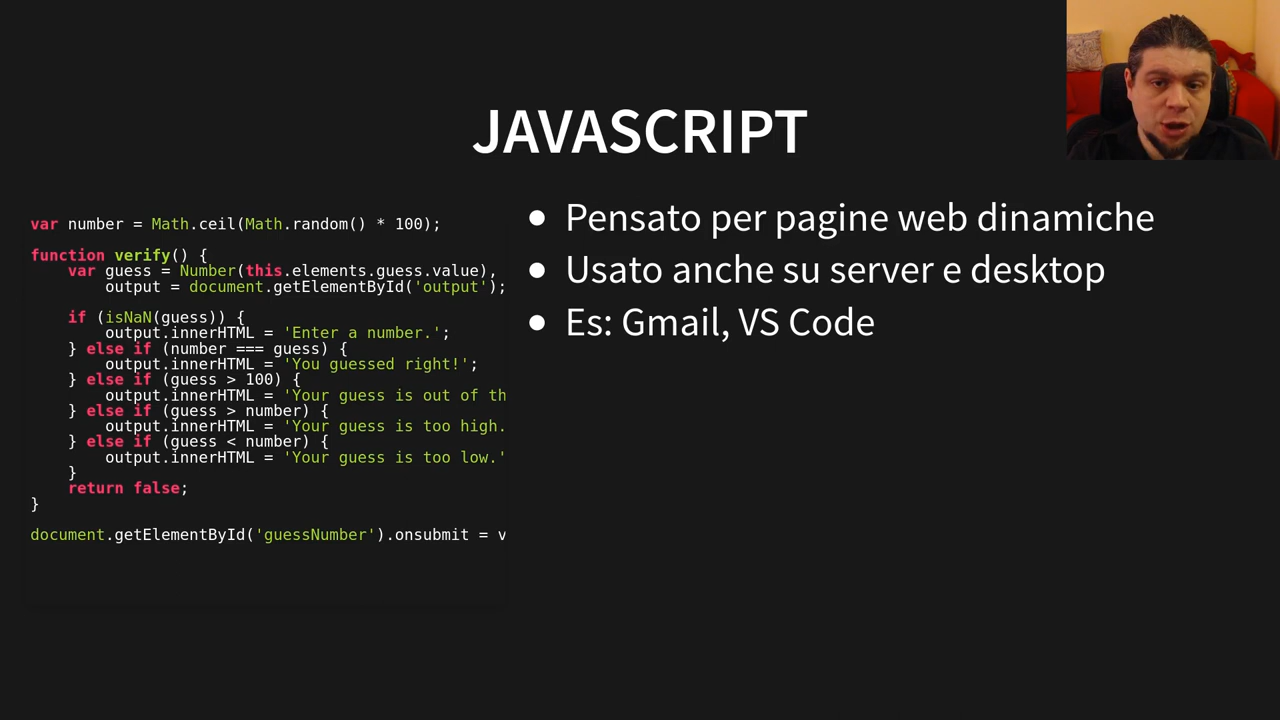 JAVASCRIPT
var number = Math.ceil(Math.random() * 100);
function verify() {
var guess = Number(this.elements.guess.value),
output = document.getElementById('output');
if (isNaN(guess)) {
output.innerHTML = 'Enter a number.';
} else if (number === guess) {
output.innerHTML = 'You guessed right!';
} else if (guess > 100) {
output.innerHTML = 'Your guess is out of th
} else if (guess > number) {
output.innerHTML = 'Your guess is too high.
} else if (guess < number) {
output.innerHTML = 'Your guess is too low.'
}
return false;
}
document.getElementById('guessNumber').onsubmit = v
• Pensato per pagine web dinamiche
• Usato anche su server e desktop
• Es: Gmail, VS Code